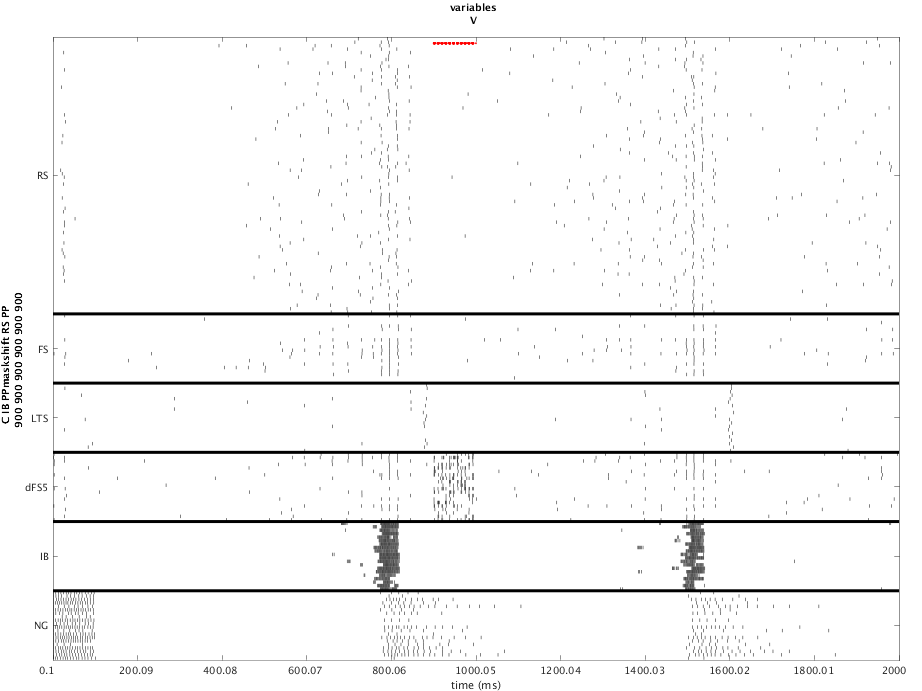 variables
V
C IB PPmaskshift RS PP
900 900 900 900 900 900 900
RS
FS
LTS
dFS5
IB
NG
0.1 200.09 400.08 600.07 800.06 1000.05 1200.04 1400.03 1600.02 1800.01 2000
time (ms)